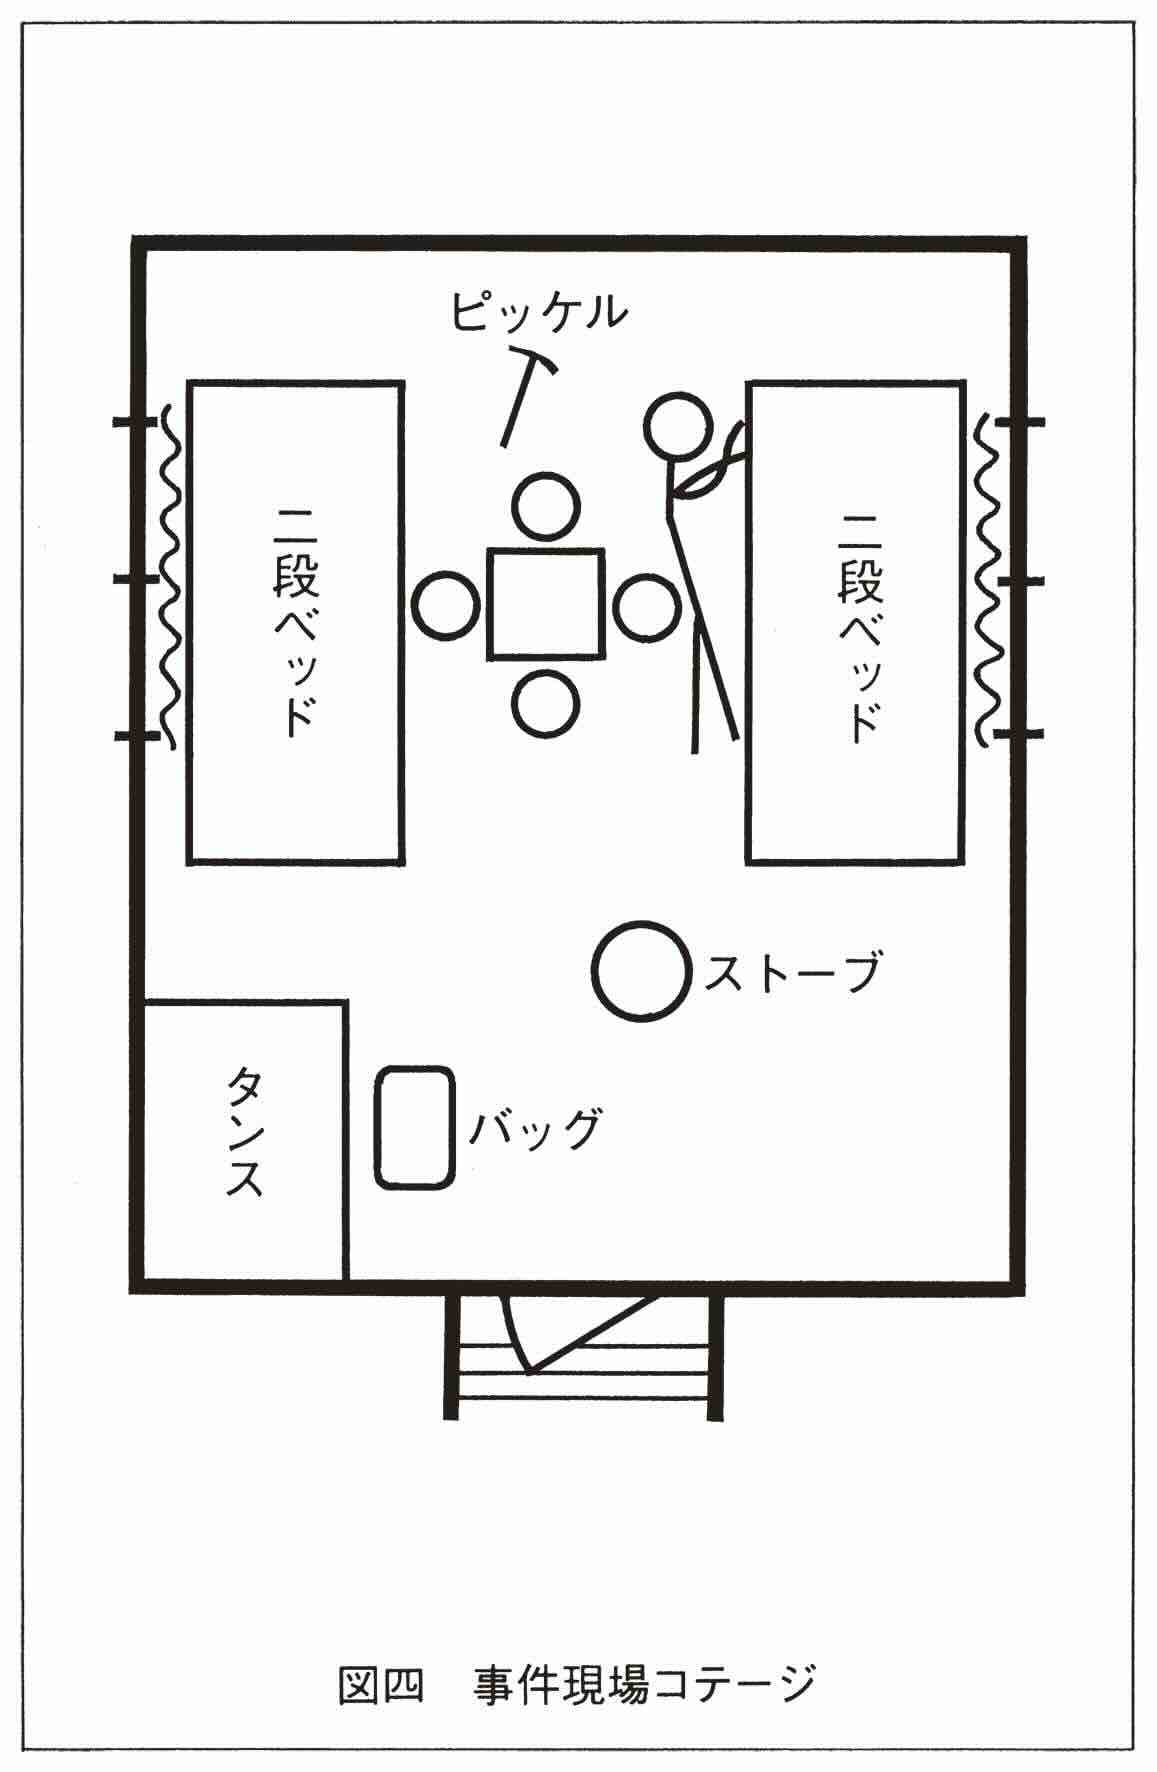 ピッケル
二段ベッド
二段ベッド
ストーブ
タンス
バッグ
図四　事件現場コテージ